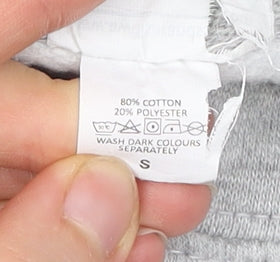 80% COTTON
20% POLYESTER
WASH DARK COLOURS
SEPARATELY
S